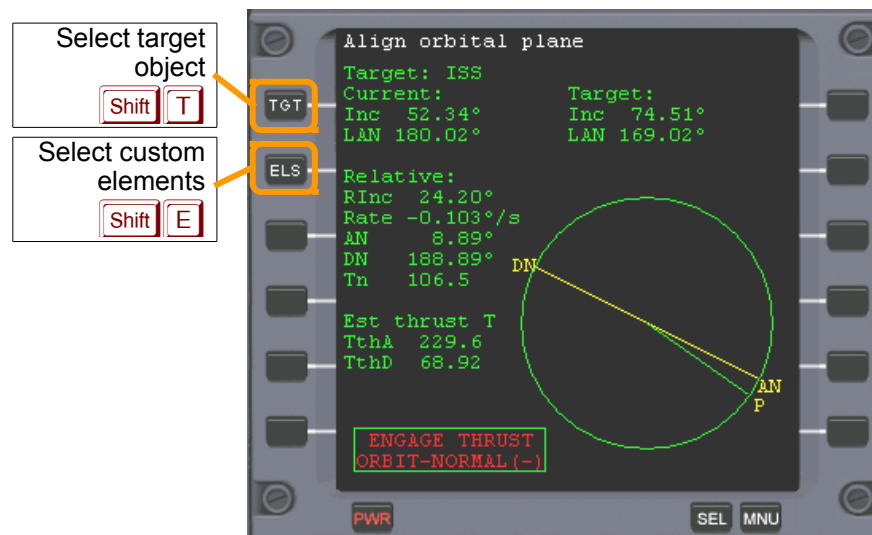 Select target
object
Shift T
Select custom
elements
Shift E
TGT
ELS
Align orbital plane
Target: ISS
Current: Target:
Inc 52.34° Inc 74.51°
LAN 180.02° LAN 169.02°
Relative:
RInc 24.20°
Rate -0.103°/s
AN 8.89°
DN 188.89°
Tn 106.5
Est thrust T
TthA 229.6
TthD 68.92
DN
AN
P
ENGAGE THRUST
ORBIT-NORMAL(-)
PWR SEL MNU